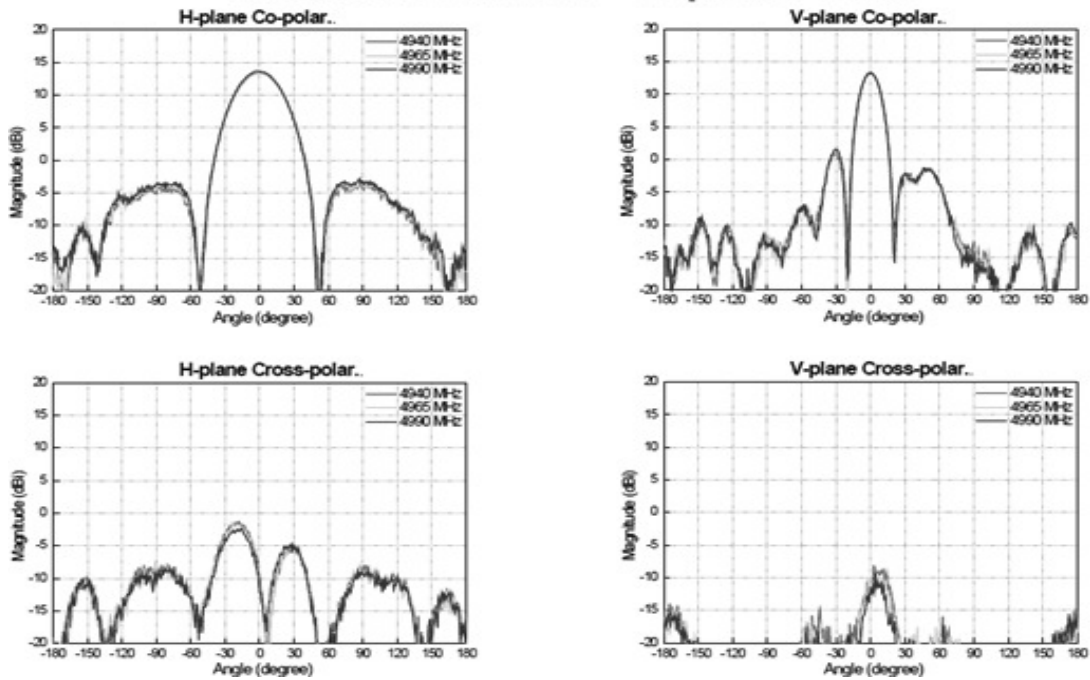 H-plane Co-polar..
20
15
10
5
0
-5
-10
-15
-20
Magnitude (dBi)
4940 MHz
4965 MHz
4990 MHz
-180 -150 -120 -90 -60 -30 0 30 60 90 120 150 180
Angle (degree)
V-plane Co-polar..
20
15
10
5
0
-5
-10
-15
-20
Magnitude (dBi)
4940 MHz
4965 MHz
4990 MHz
-180 -150 -120 -90 -60 -30 0 30 60 90 120 150 180
Angle (degree)
H-plane Cross-polar..
20
15
10
5
0
-5
-10
-15
-20
Magnitude (dBi)
4940 MHz
4965 MHz
4990 MHz
-180 -150 -120 -90 -60 -30 0 30 60 90 120 150 180
Angle (degree)
V-plane Cross-polar..
20
15
10
5
0
-5
-10
-15
-20
Magnitude (dBi)
4940 MHz
4965 MHz
4990 MHz
-180 -150 -120 -90 -60 -30 0 30 60 90 120 150 180
Angle (degree)